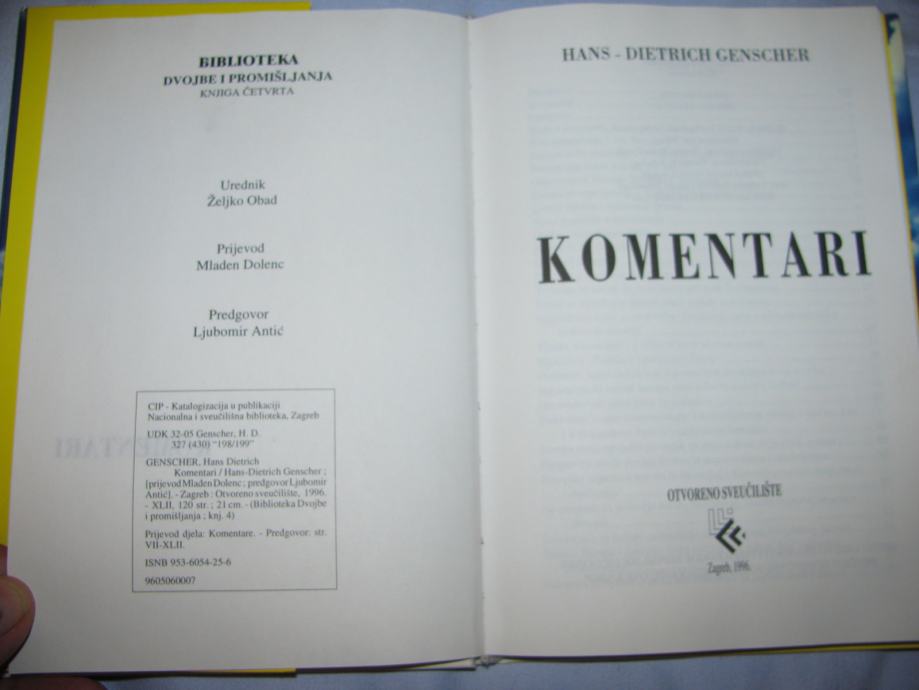 BIBLIOTEKA
DVOJBE I PROMIŠLJANJA
KNJIGA ČETVRTA
Urednik
Željko Obad
Prijevod
Mladen Dolenc
Predgovor
Ljubomir Antić
CIP - Katalogizacija u publikaciji
Nacionalna i sveučilišna biblioteka, Zagreb
UDK 32-05 Genscher, H. D.
327 (430) "198/199"
GENSCHER, Hans Dietrich
Komentari / Hans-Dietrich Genscher ;
[prijevod Mladen Dolenc ; predgovor Ljubomir
Antić]. - Zagreb : Otvoreno sveučilište, 1996.
- XLII, 120 str. ; 21 cm. - (Biblioteka Dvojbe
i promišljanja ; knj. 4)
Prijevod djela: Komentare. - Predgovor: str.
VII-XLII.
ISNB 953-6054-25-6
9605060007
HANS - DIETRICH GENSCHER
KOMENTARI
OTVORENO SVEUČILIŠTE
Zagreb, 1996.